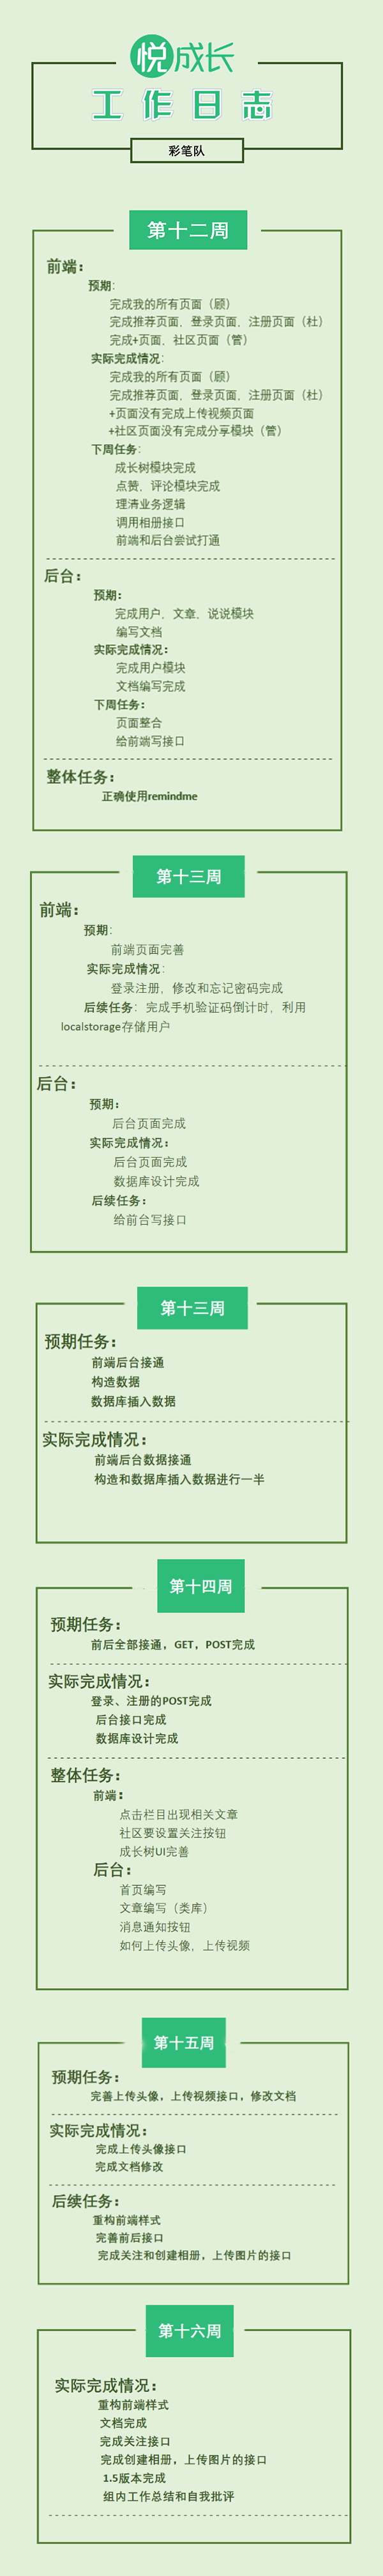 悦成长
工作日志
彩笔队
第十二周
前端：
预期：
完成我的所有页面（顾）
完成推荐页面、登录页面、注册页面（杜）
完成+页面、社区页面（管）
实际完成情况：
完成我的所有页面（顾）
完成推荐页面、登录页面、注册页面（杜）
+页面没有完成上传视频页面
+社区页面没有完成分享模块（管）
下周任务：
成长树模块完成
点赞、评论模块完成
理清业务逻辑
调用相册接口
前端和后台尝试打通
后台：
预期：
完成用户、文章、说说模块
编写文档
实际完成情况：
完成用户模块
文档编写完成
下周任务：
页面整合
给前端写接口
整体任务：
正确使用remindme
第十三周
前端：
预期：
前端页面完善
实际完成情况：
登录注册，修改和忘记密码完成
后续任务：完成手机验证码倒计时，利用
localstorage存储用户
后台：
预期：
后台页面完成
实际完成情况：
后台页面完成
数据库设计完成
后续任务：
给前台写接口
第十三周
预期任务：
前端后台接通
构造数据
数据库插入数据
实际完成情况：
前端后台数据接通
构造和数据库插入数据进行一半
第十四周
预期任务：
前后全部接通，GET，POST完成
实际完成情况：
登录、注册的POST完成
后台接口完成
数据库设计完成
整体任务：
前端：
点击栏目出现相关文章
社区要设置关注按钮
成长树UI完善
后台：
首页编写
文章编写（类库）
消息通知按钮
如何上传头像，上传视频
第十五周
预期任务：
完善上传头像，上传视频接口，修改文档
实际完成情况：
完成上传头像接口
完成文档修改
后续任务：
重构前端样式
完善前后接口
完成关注和创建相册，上传图片的接口
第十六周
实际完成情况：
重构前端样式
文档完成
完成关注接口
完成创建相册，上传图片的接口
1.5版本完成
组内工作总结和自我批评